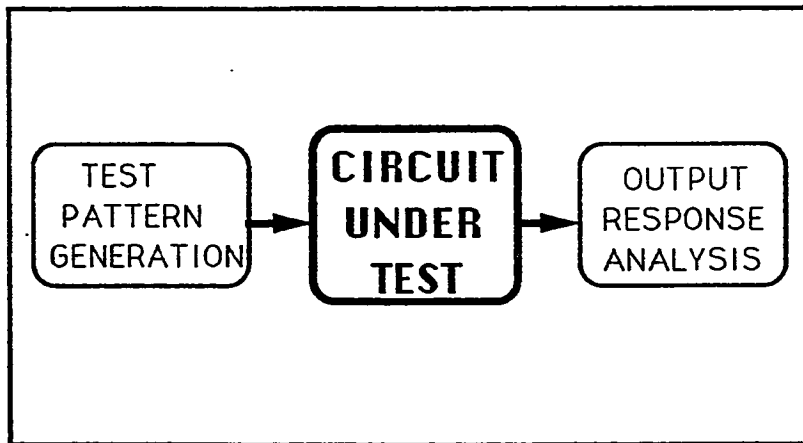 TEST
PATTERN
GENERATION
CIRCUIT
UNDER
TEST
OUTPUT
RESPONSE
ANALYSIS